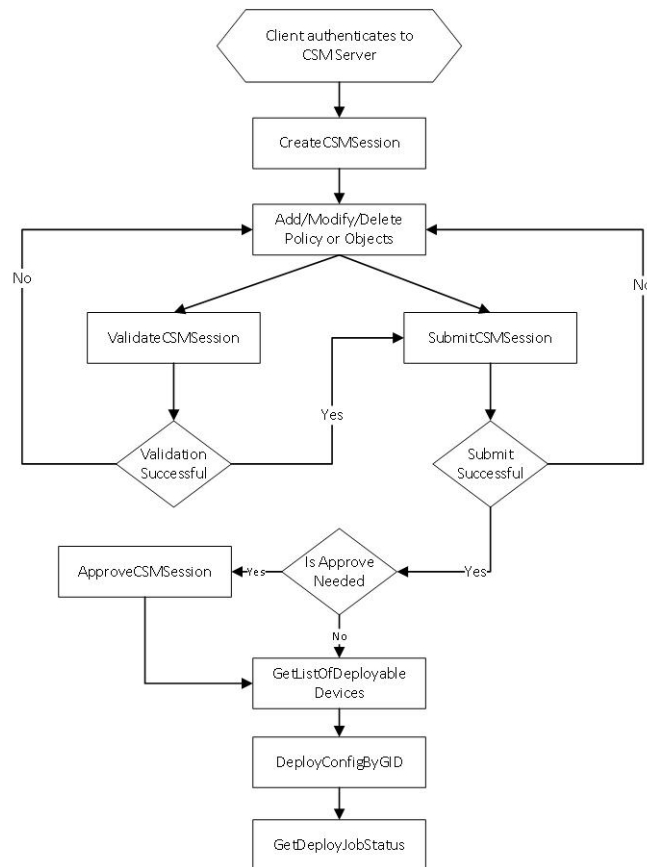 Client authenticates to
CSM Server
CreateCSMSession
Add/Modify/Delete
Policy or Objects
No
No
ValidateCSMSession
SubmitCSMSession
Yes
Validation
Successful
Submit
Successful
Is Approve
Needed
ApproveCSMSession
Yes
Yes
No
GetListOfDeployable
Devices
DeployConfigByGID
GetDeployJobStatus